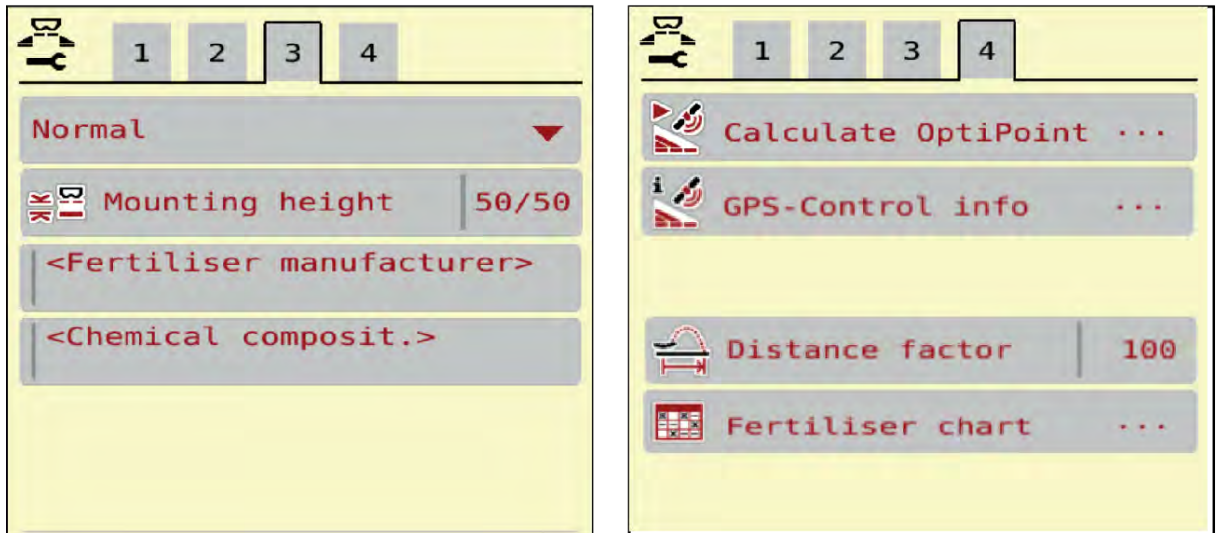 1 2 3 4
Normal
Mounting height 50/50
<Fertiliser manufacturer>
<Chemical composit.>
1 2 3 4
Calculate OptiPoint ...
GPS-Control info ...
Distance factor 100
Fertiliser chart ...